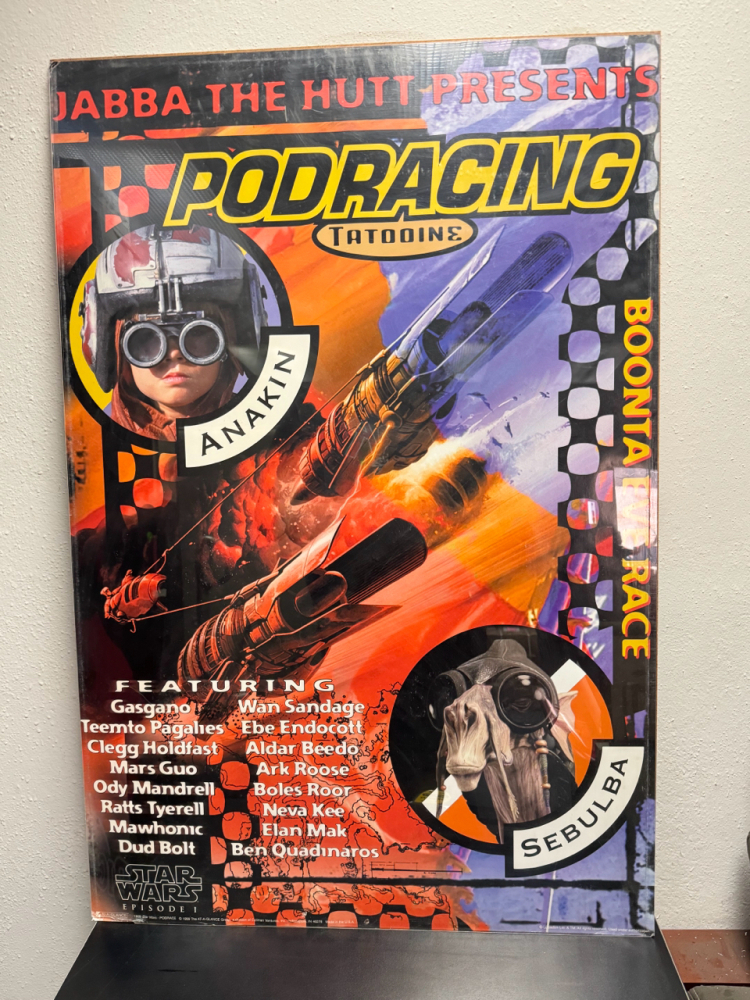 JABBA THE HUTT PRESENTS
PODRACING
TATOOINE
ANAKIN
BOONTA EVE RACE
FEATURING
Gasgano
Teemto Pagalies
Clegg Holdfast
Mars Guo
Ody Mandrell
Ratts Tyerell
Mawhonic
Dud Bolt
Wan Sandage
Ebe Endocott
Aldar Beedo
Ark Roose
Boles Roor
Neva Kee
Elan Mak
Ben Quadinaros
SEBULBA
STAR
WARS
EPISODE I